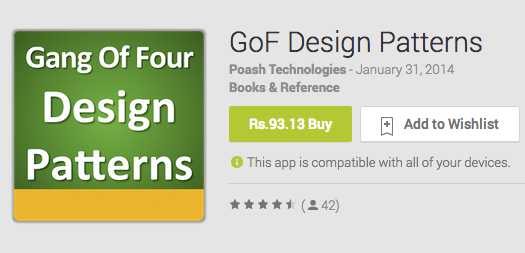 Gang Of Four
Design
Patterns
GoF Design Patterns
Poash Technologies - January 31, 2014
Books & Reference
Rs.93.13 Buy
Add to Wishlist
This app is compatible with all of your devices.
(42)